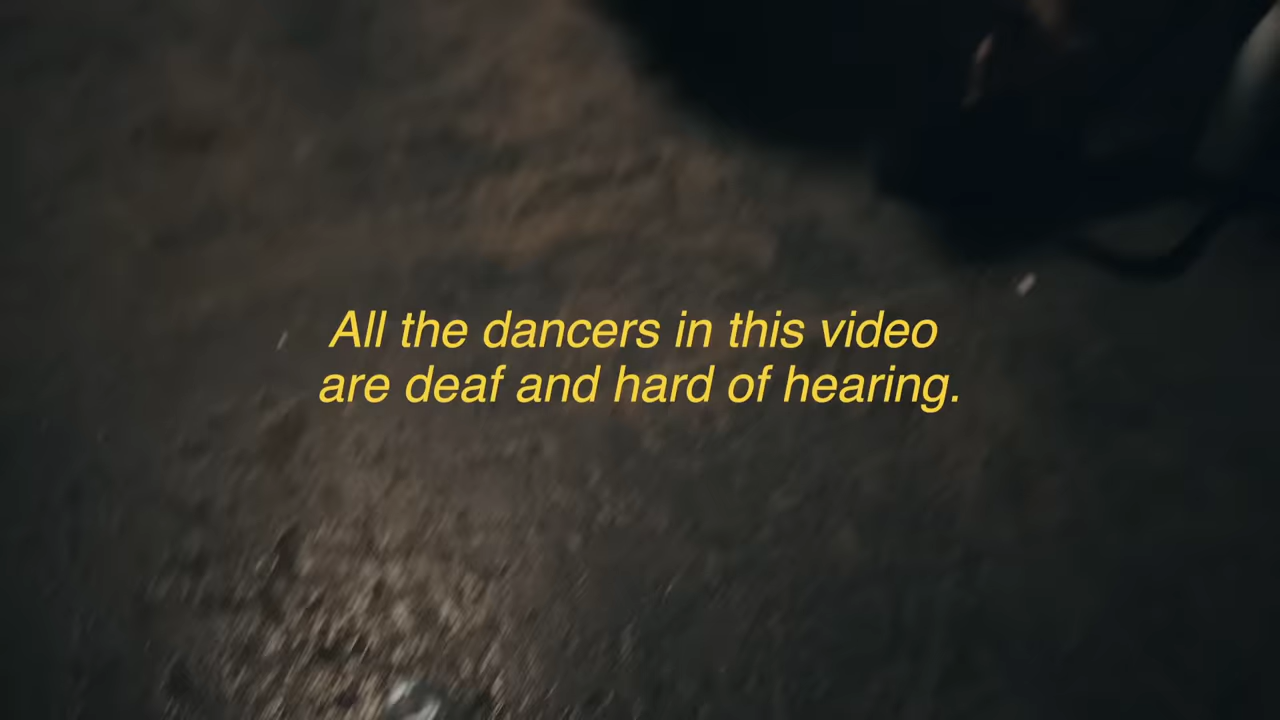 All the dancers in this video
are deaf and hard of hearing.